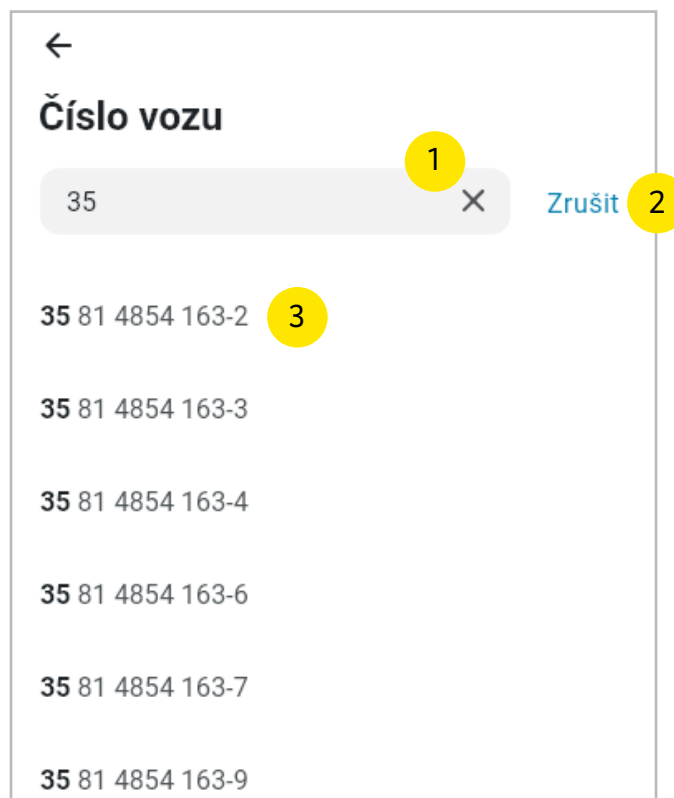 Číslo vozu
1
35
Zrušit 2
35 81 4854 163-2 3
35 81 4854 163-3
35 81 4854 163-4
35 81 4854 163-6
35 81 4854 163-7
35 81 4854 163-9